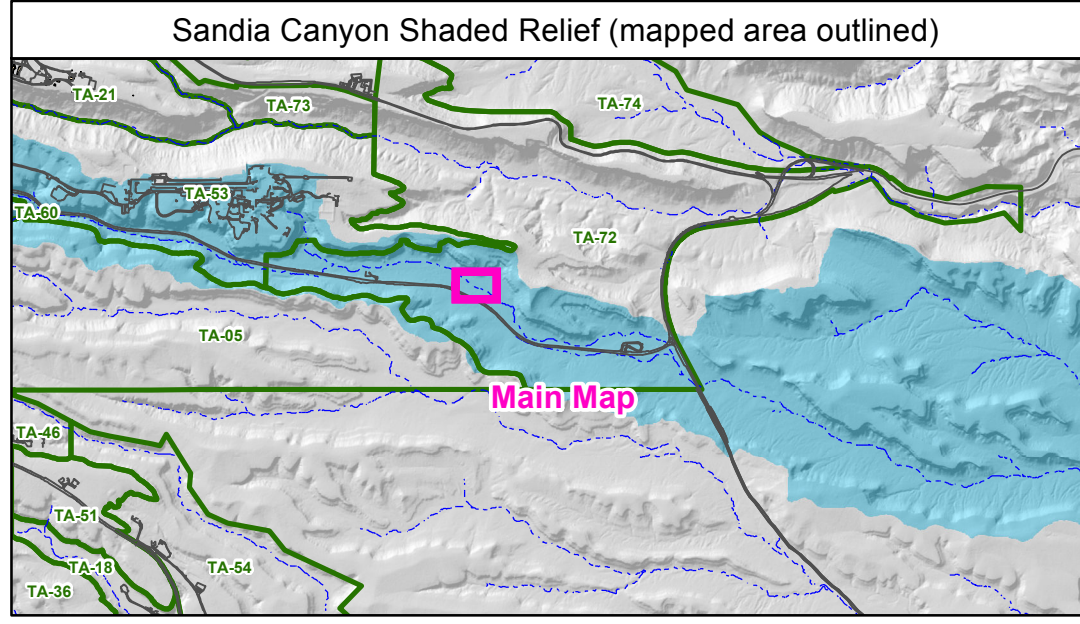 Sandia Canyon Shaded Relief (mapped area outlined)
TA-21
TA-73
TA-74
TA-53
TA-60
TA-72
TA-05
Main Map
TA-46
TA-51
TA-18
TA-54
TA-36